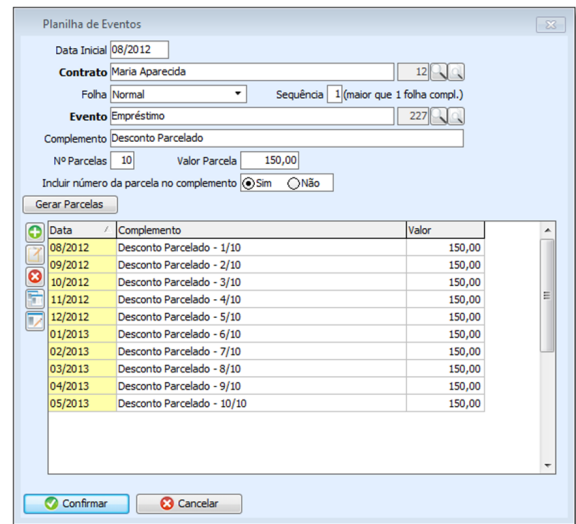 Planilha de Eventos
Data Inicial 08/2012
Contrato Maria Aparecida 12
Folha Normal Sequência 1 (maior que 1 folha compl.)
Evento Empréstimo 227
Complemento Desconto Parcelado
Nº Parcelas 10 Valor Parcela 150,00
Incluir número da parcela no complemento Sim Não
Gerar Parcelas
Data Complemento Valor
08/2012 Desconto Parcelado - 1/10 150,00
09/2012 Desconto Parcelado - 2/10 150,00
10/2012 Desconto Parcelado - 3/10 150,00
11/2012 Desconto Parcelado - 4/10 150,00
12/2012 Desconto Parcelado - 5/10 150,00
01/2013 Desconto Parcelado - 6/10 150,00
02/2013 Desconto Parcelado - 7/10 150,00
03/2013 Desconto Parcelado - 8/10 150,00
04/2013 Desconto Parcelado - 9/10 150,00
05/2013 Desconto Parcelado - 10/10 150,00
Confirmar Cancelar